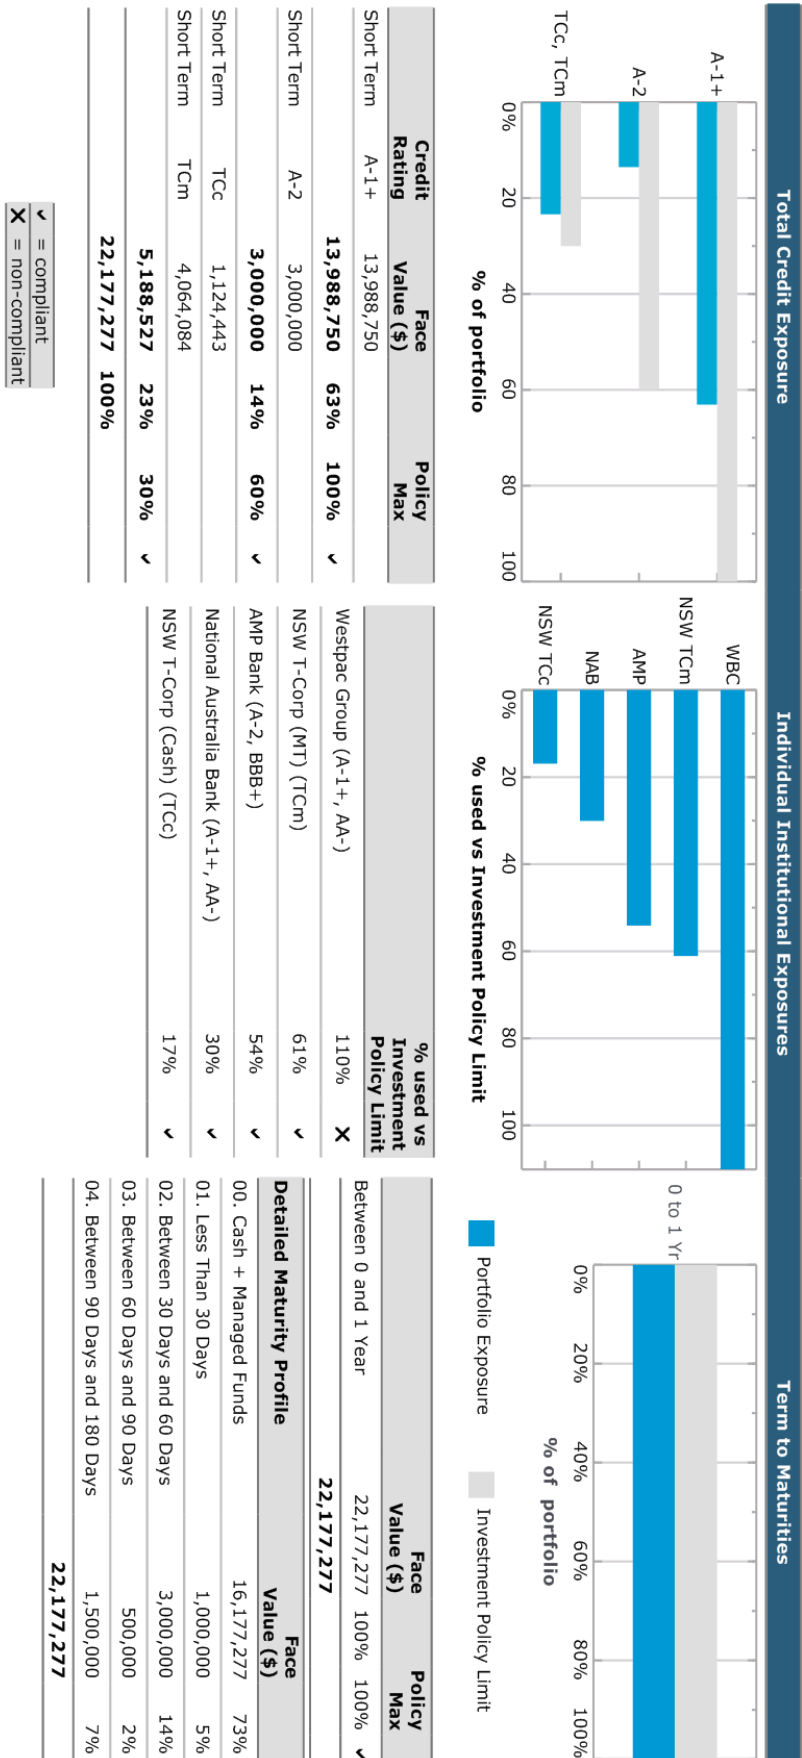 Total Credit Exposure
A-1+
A-2
TCc, TCm
0%
20
40
60
80
100
% of portfolio
Credit
Rating
Face
Value ($)
Policy
Max
Short Term A-1+ 13,988,750
13,988,750 63% 100% ✔
Short Term A-2 3,000,000
3,000,000 14% 60% ✔
Short Term TCc 1,124,443
Short Term TCm 4,064,084
5,188,527 23% 30% ✔
22,177,277 100%
✔ = compliant
✘ = non-compliant
Individual Institutional Exposures
WBC
NSW TCm
AMP
NAB
NSW TCc
0%
20
40
60
80
100
% used vs Investment Policy Limit
% used vs
Investment
Policy Limit
Westpac Group (A-1+, AA-) 110% ✘
NSW T-Corp (MT) (TCm) 61% ✔
AMP Bank (A-2, BBB+) 54% ✔
National Australia Bank (A-1+, AA-) 30% ✔
NSW T-Corp (Cash) (TCc) 17% ✔
Term to Maturities
0 to 1 Yr
0%
20%
40%
60%
80%
100%
% of portfolio
Portfolio Exposure
Investment Policy Limit
Face
Value ($)
Policy
Max
Between 0 and 1 Year 22,177,277 100% 100% ✔
22,177,277
Detailed Maturity Profile
Face
Value ($)
00. Cash + Managed Funds 16,177,277 73%
01. Less Than 30 Days 1,000,000 5%
02. Between 30 Days and 60 Days 3,000,000 14%
03. Between 60 Days and 90 Days 500,000 2%
04. Between 90 Days and 180 Days 1,500,000 7%
22,177,277